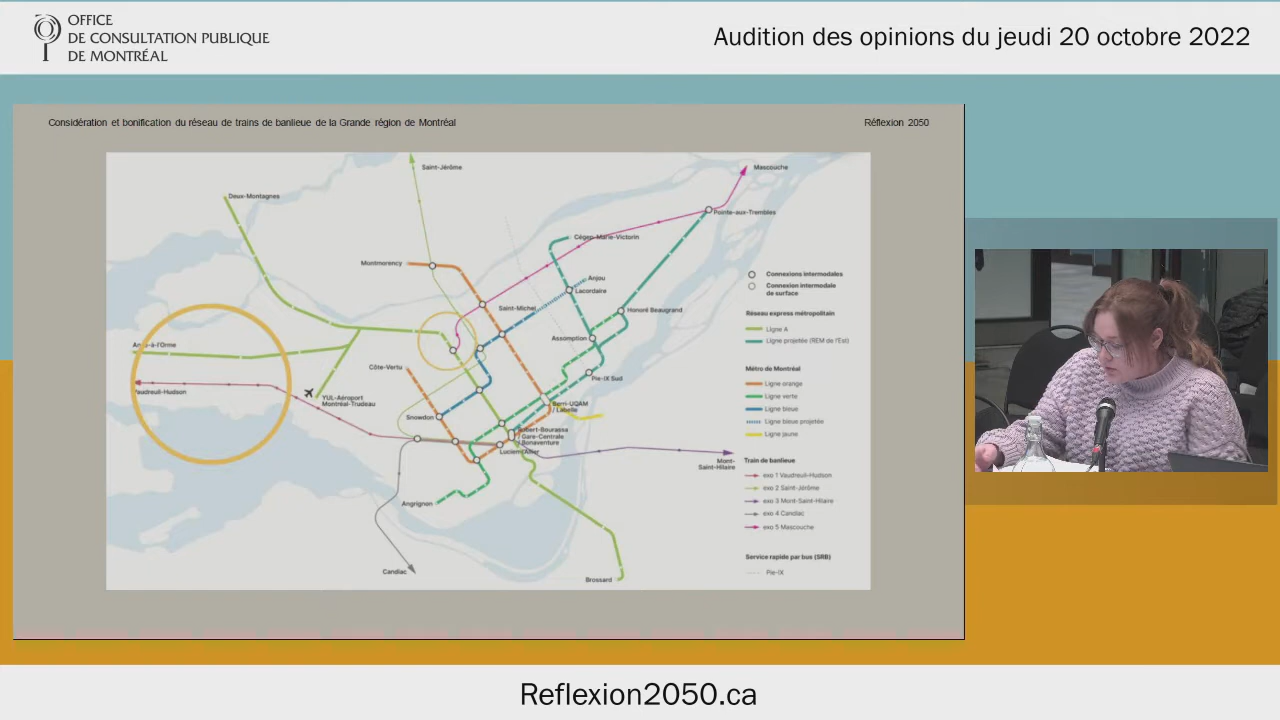 OFFICE
DE CONSULTATION PUBLIQUE
DE MONTRÉAL
Audition des opinions du jeudi 20 octobre 2022
Considération et bonification du réseau de trains de banlieue de la Grande région de Montréal
Réflexion 2050
Saint-Jérôme
Mascouche
Deux-Montagnes
Pointe-aux-Trembles
Cégep-Marie-Victorin
Montmorency
Anjou
Lacordaire
Saint-Michel
Honoré Beaugrand
Assomption
à-l'Orme
Côte-Vertu
Pie-IX Sud
Vaudreuil-Hudson
YUL-Aéroport
Montréal-Trudeau
Berri-UQAM
/ Labelle
Snowdon
Robert-Bourassa
/ Gare-Centrale
/ Bonaventure
Lucien-l'Allier
Mont-
Saint-Hilaire
Angrignon
Candiac
Brossard
Connexions intermodales
Connexion intermodale
de surface
Réseau express métropolitain
Ligne A
Ligne projetée (REM de l'Est)
Métro de Montréal
Ligne orange
Ligne verte
Ligne bleue
Ligne bleue projetée
Ligne jaune
Train de banlieue
exo 1 Vaudreuil-Hudson
exo 2 Saint-Jérôme
exo 3 Mont-Saint-Hilaire
exo 4 Candiac
exo 5 Mascouche
Service rapide par bus (SRB)
Pie-IX
Reflexion2050.ca